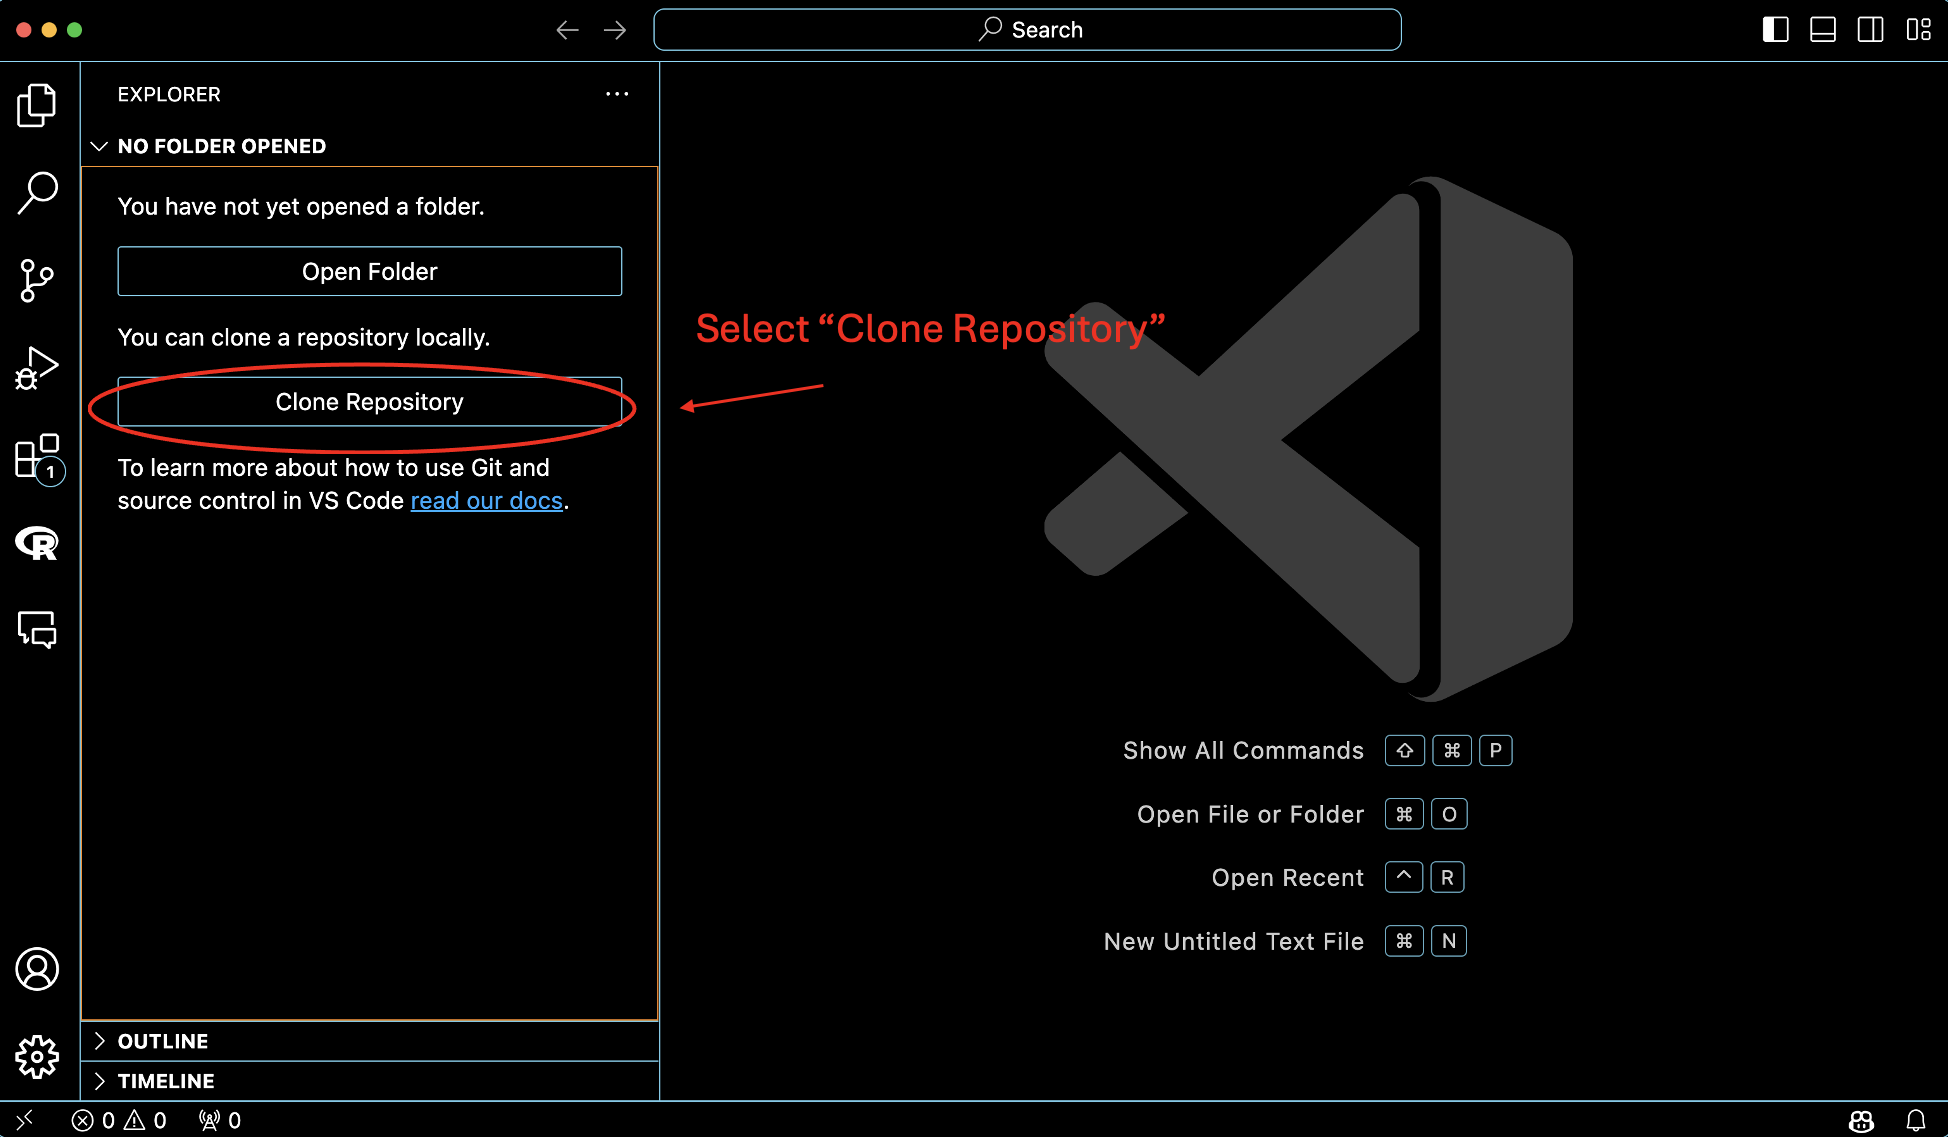 Search
EXPLORER
NO FOLDER OPENED
You have not yet opened a folder.
Open Folder
You can clone a repository locally.
Clone Repository
To learn more about how to use Git and
source control in VS Code read our docs.
Select “Clone Repository”
1
R
Show All Commands ⇧ ⌘ P
Open File or Folder ⌘ O
Open Recent ^ R
New Untitled Text File ⌘ N
OUTLINE
TIMELINE
0 0 0